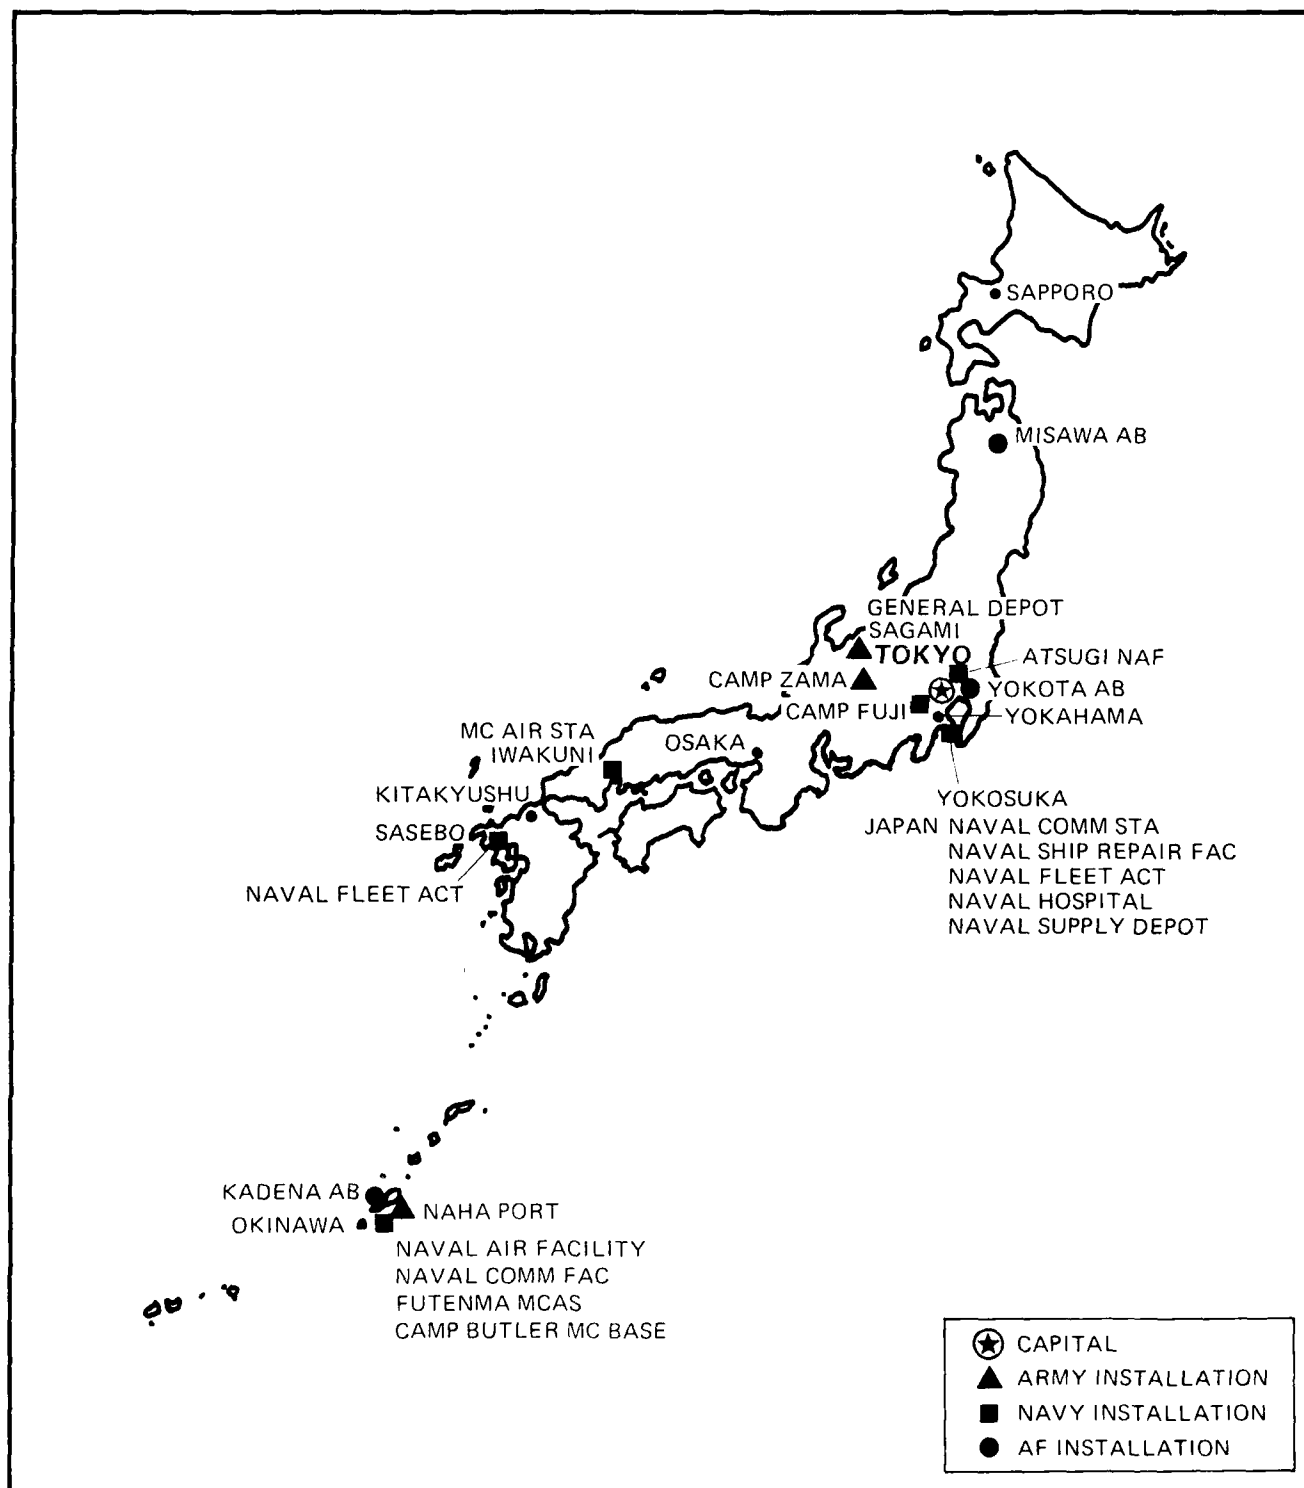 SAPPORO
MISAWA AB
GENERAL DEPOT
SAGAMI
TOKYO
ATSUGI NAF
CAMP ZAMA
YOKOTA AB
CAMP FUJI
YOKAHAMA
MC AIR STA
IWAKUNI
OSAKA
KITAKYUSHU
SASEBO
NAVAL FLEET ACT
YOKOSUKA
JAPAN NAVAL COMM STA
NAVAL SHIP REPAIR FAC
NAVAL FLEET ACT
NAVAL HOSPITAL
NAVAL SUPPLY DEPOT
KADENA AB
NAHA PORT
OKINAWA
NAVAL AIR FACILITY
NAVAL COMM FAC
FUTENMA MCAS
CAMP BUTLER MC BASE
CAPITAL
ARMY INSTALLATION
NAVY INSTALLATION
AF INSTALLATION